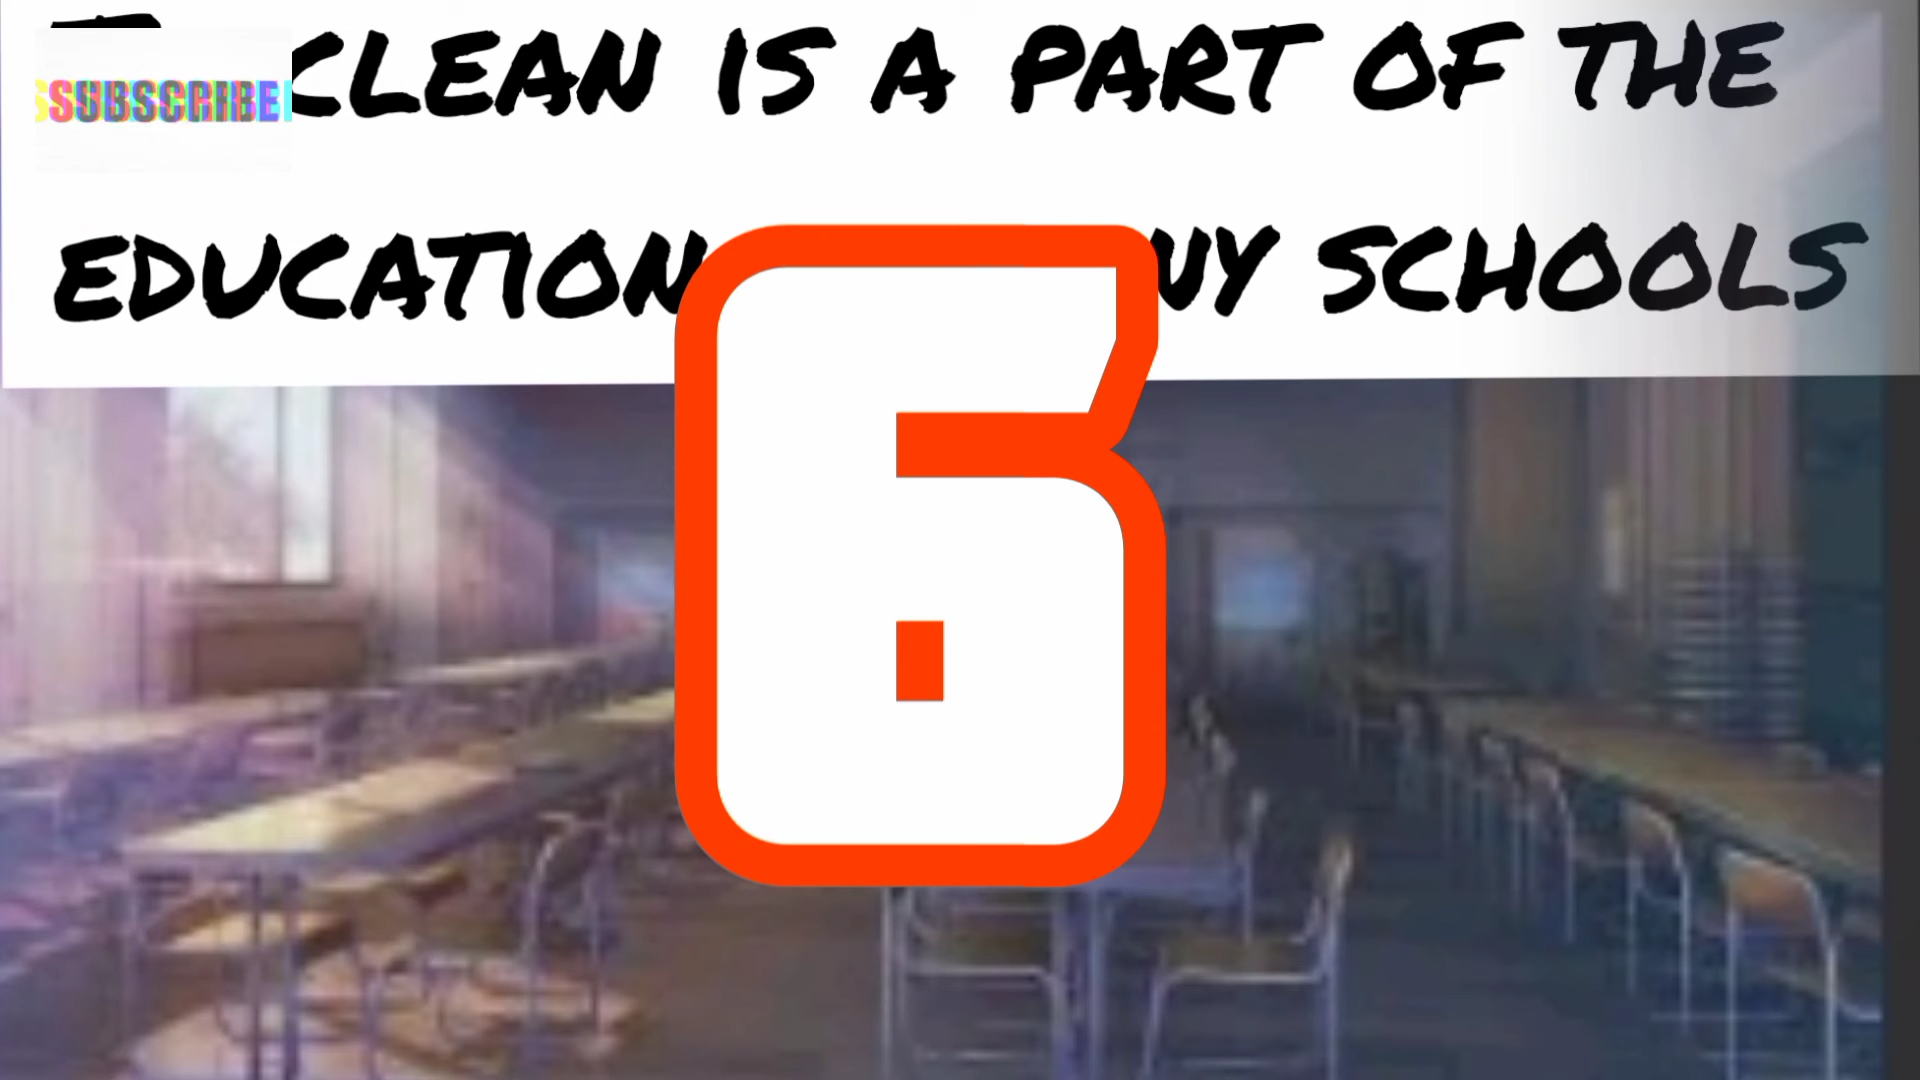 CLEAN IS A PART OF THE
SUBSCRIBE
EDUCATION SCHOOLS
6